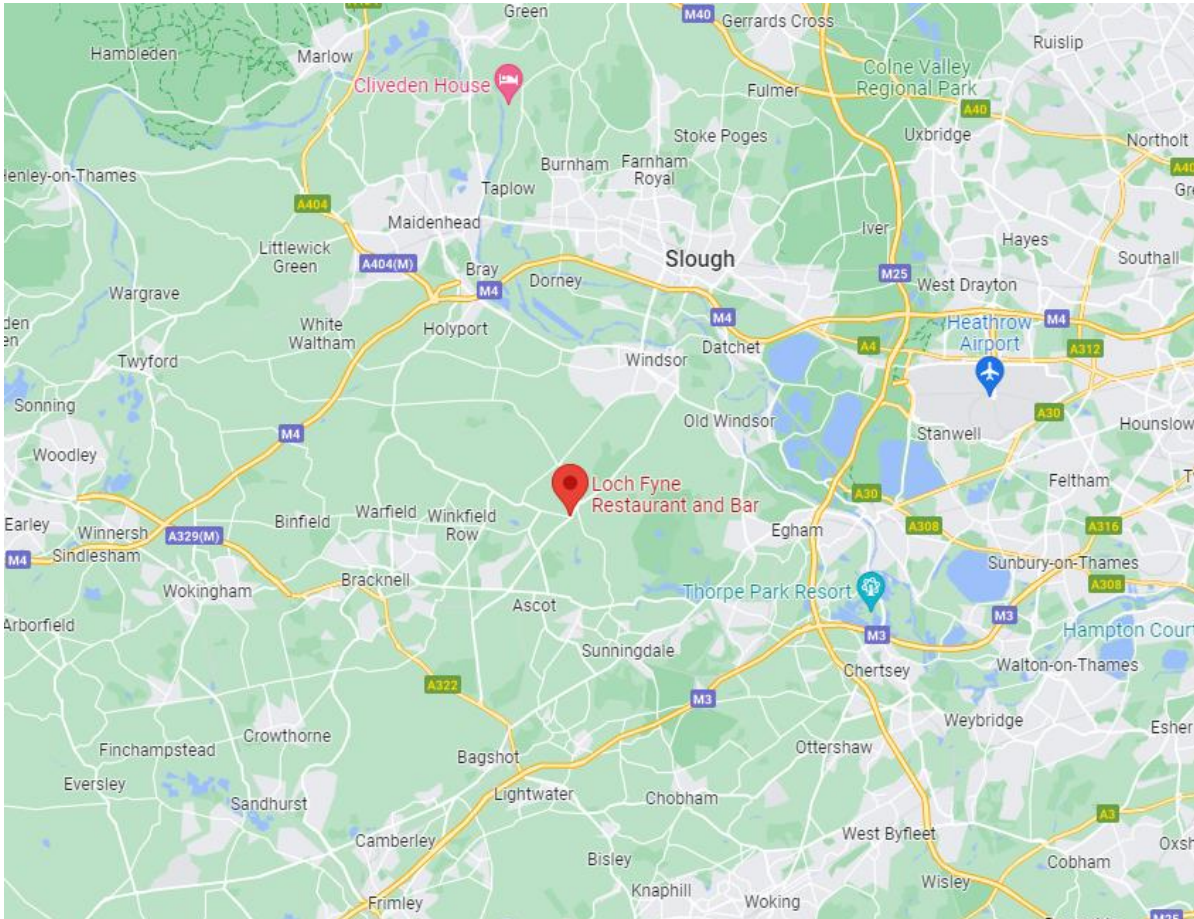 Green
M40
Gerrards Cross
Hambleden
Marlow
Ruislip
Colne Valley
Regional Park
Cliveden House
Fulmer
A40
Stoke Poges
Uxbridge
Northolt
Burnham
Farnham
Royal
Henley-on-Thames
Taplow
A404
Maidenhead
Iver
Hayes
Littlewick
Green
A404(M)
Slough
Southall
Bray
M25
Dorney
West Drayton
Wargrave
M4
White
Waltham
Holyport
M4
M4
Heathrow
Airport
Datchet
A4
A312
Twyford
Windsor
Sonning
Old Windsor
A30
M4
Stanwell
Hounslow
Woodley
Loch Fyne
Restaurant and Bar
Feltham
A30
Earley
Winnersh
Binfield
Warfield
Winkfield
Row
A308
A316
Egham
A329(M)
M4
Sindlesham
Sunbury-on-Thames
Wokingham
Bracknell
A308
Thorpe Park Resort
Ascot
M3
Arborfield
M3
Sunningdale
Hampton Court
Chertsey
Walton-on-Thames
A322
M3
Weybridge
Crowthorne
Esher
Finchampstead
Bagshot
Ottershaw
Eversley
Lightwater
Chobham
Sandhurst
A3
Camberley
West Byfleet
Bisley
Cobham
Knaphill
Wisley
Frimley
Woking
M25